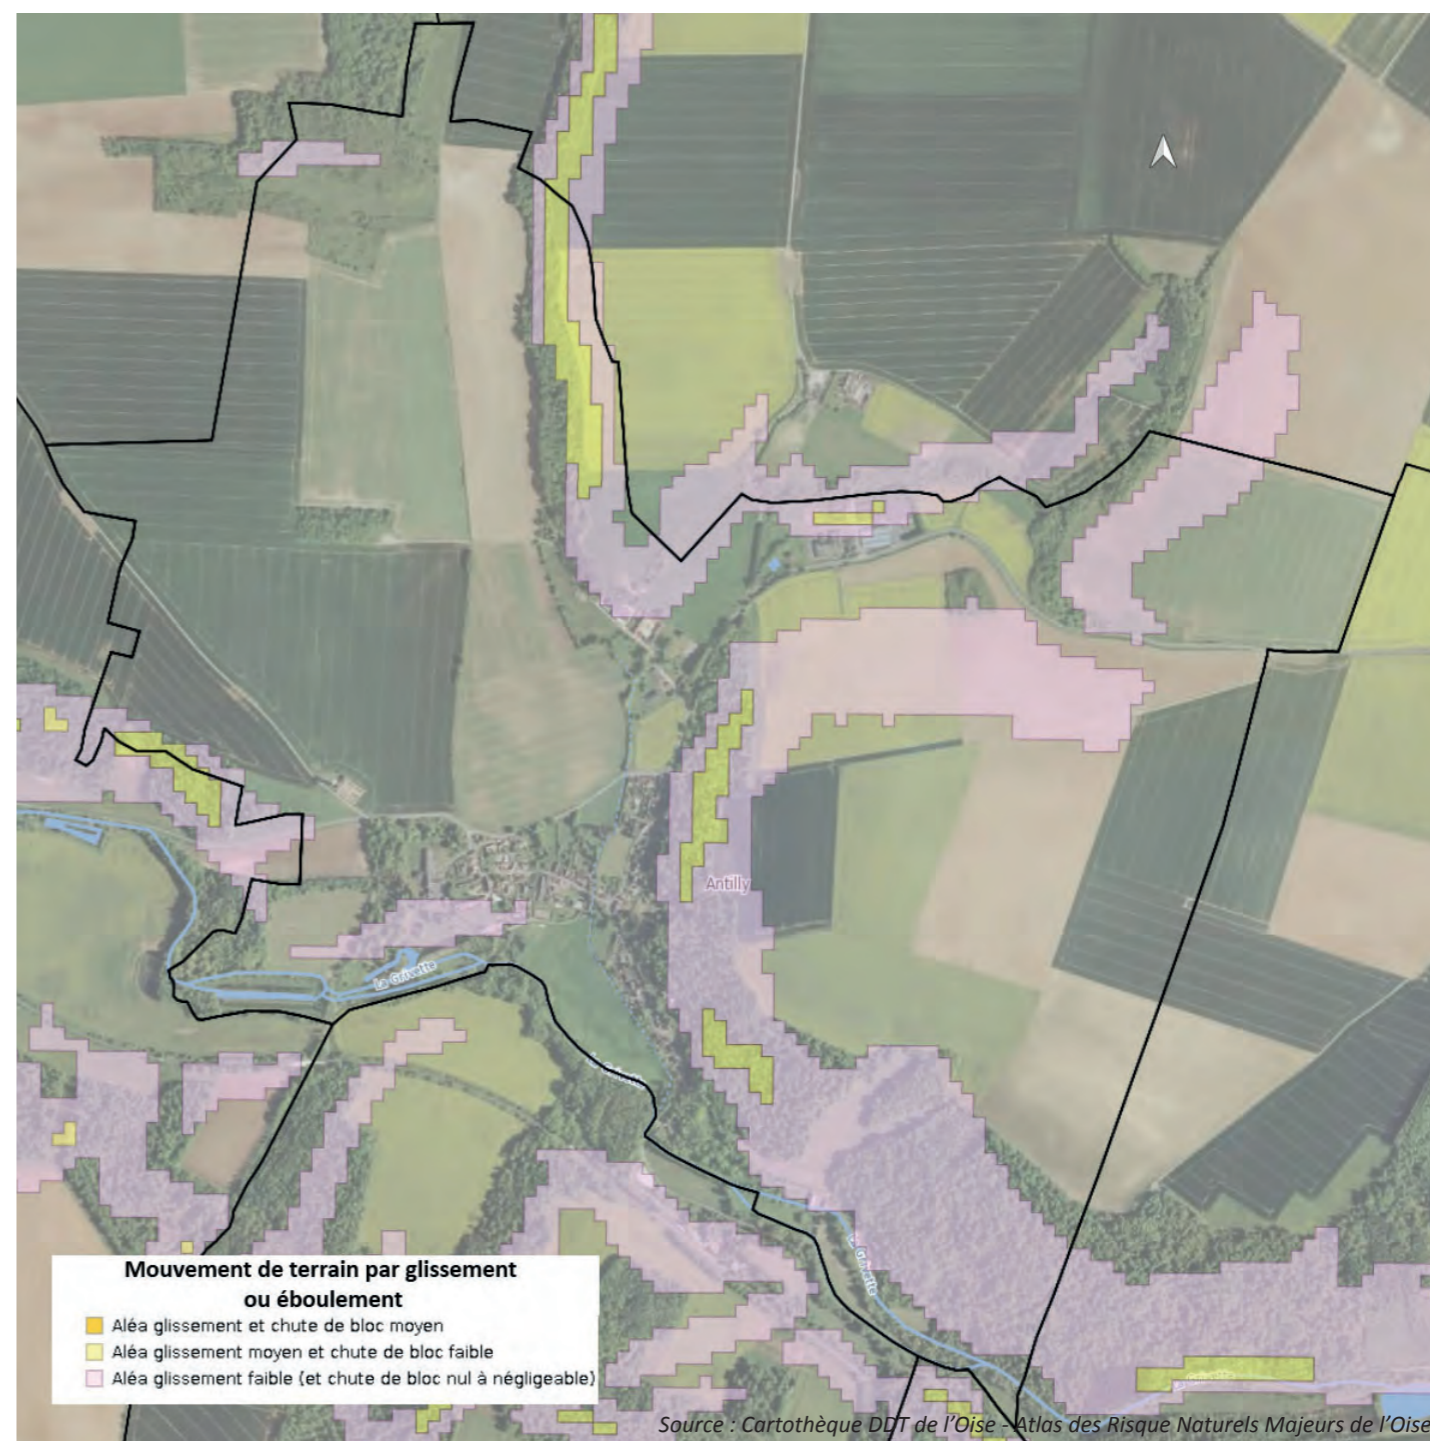 Antilly
La Grivette
La Grivette
Mouvement de terrain par glissement
ou éboulement
Aléa glissement et chute de bloc moyen
Aléa glissement moyen et chute de bloc faible
Aléa glissement faible (et chute de bloc nul à négligeable)
Source : Cartothèque DDT de l'Oise - Atlas des Risque Naturels Majeurs de l'Oise